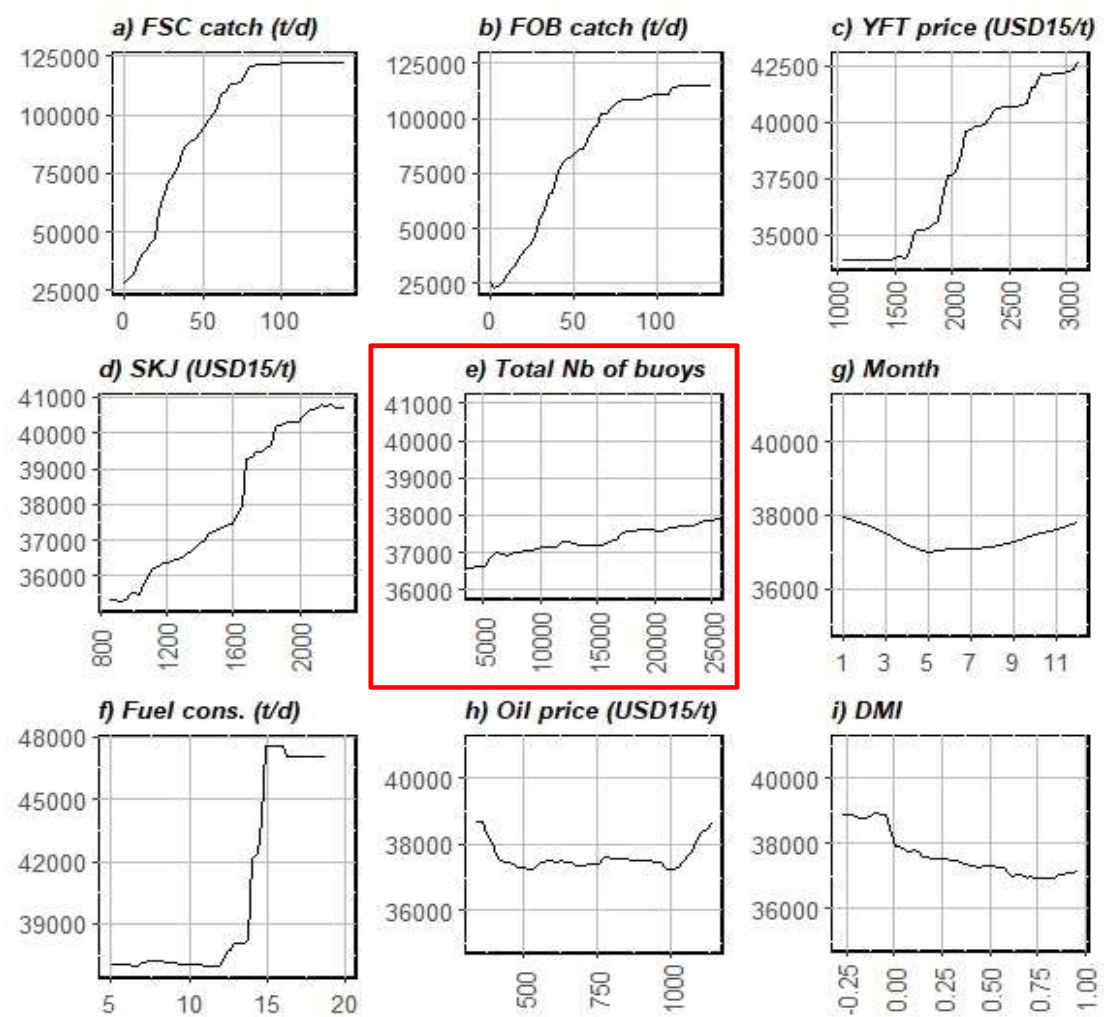 a) FSC catch (t/d)
125000
100000
75000
50000
25000
0 50 100
b) FOB catch (t/d)
125000
100000
75000
50000
25000
0 50 100
c) YFT price (USD15/t)
42500
40000
37500
35000
1000 1500 2000 2500 3000
d) SKJ (USD15/t)
41000
40000
39000
38000
37000
36000
800 1200 1600 2000
e) Total Nb of buoys
41000
40000
39000
38000
37000
36000
5000 10000 15000 20000 25000
g) Month
40000
38000
36000
1 3 5 7 9 11
f) Fuel cons. (t/d)
48000
45000
42000
39000
5 10 15 20
h) Oil price (USD15/t)
40000
38000
36000
500 750 1000
i) DMI
40000
38000
36000
-0.25 0.00 0.25 0.50 0.75 1.00